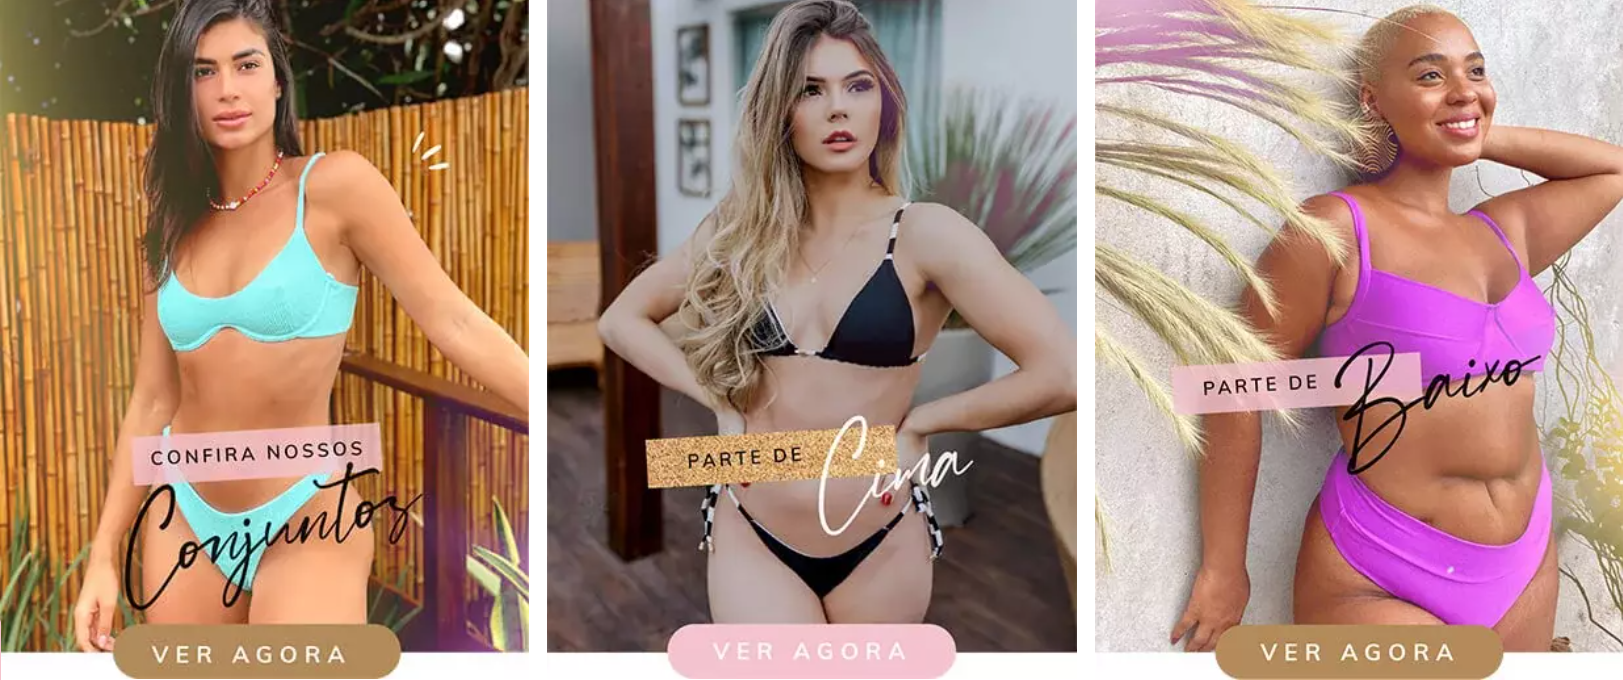 CONFIRA NOSSOS
Conjuntos
VER AGORA
PARTE DE Cima
VER AGORA
PARTE DE Baixo
VER AGORA